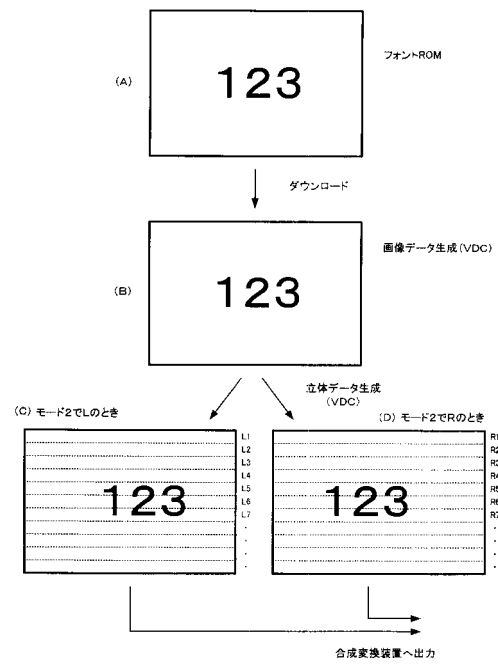 フォントROM
(A)
123
ダウンロード
画像データ生成(VDC)
(B)
123
立体データ生成
(VDC)
(C) モード2でLのとき
(D) モード2でRのとき
L1
L2
L3
L4
L5
L6
L7
123
R1
R2
R3
R4
R5
R6
R7
123
合成変換装置へ出力